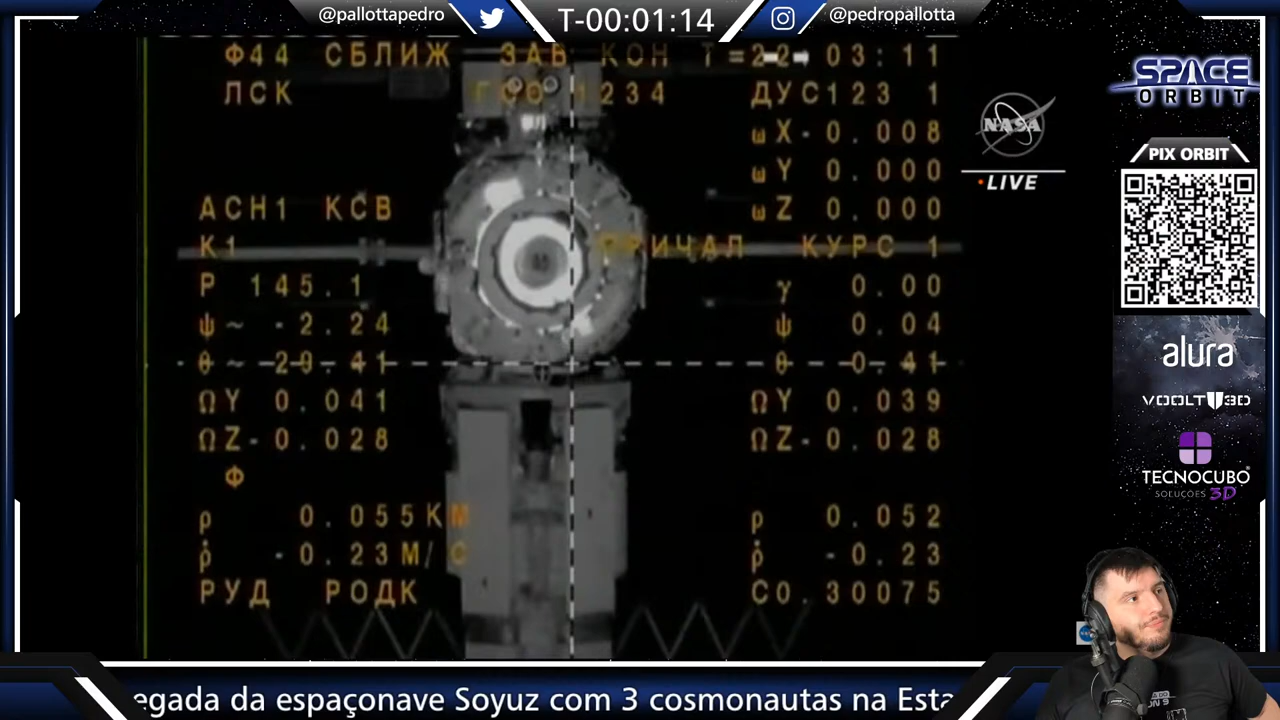 @pallottapedro
T-00:01:14
@pedropallotta
Ф44 СБЛИЖ ЗАВ КОН Т=22 03:11
ЛСК ГСО 1234 ДУС123 1
ωX-0.008
ωY 0.000
АСН1 КСВ ωZ 0.000
К1 ПРИЧАЛ КУРС 1
Р 145.1 γ 0.00
ψ~ -2.24 ψ 0.04
θ~-20.41 θ -0.41
ΩY 0.041 ΩY 0.039
ΩZ-0.028 ΩZ-0.028
Ф
ρ 0.055КМ ρ 0.052
ρ̇ -0.23М/С ρ̇ -0.23
РУД РОДК С0.30075
NASA
LIVE
SPACE
ORBIT
PIX ORBIT
alura
VOOLT3D
TECNOCUBO
SOLUÇÕES 3D
egada da espaçonave Soyuz com 3 cosmonautas na Esta